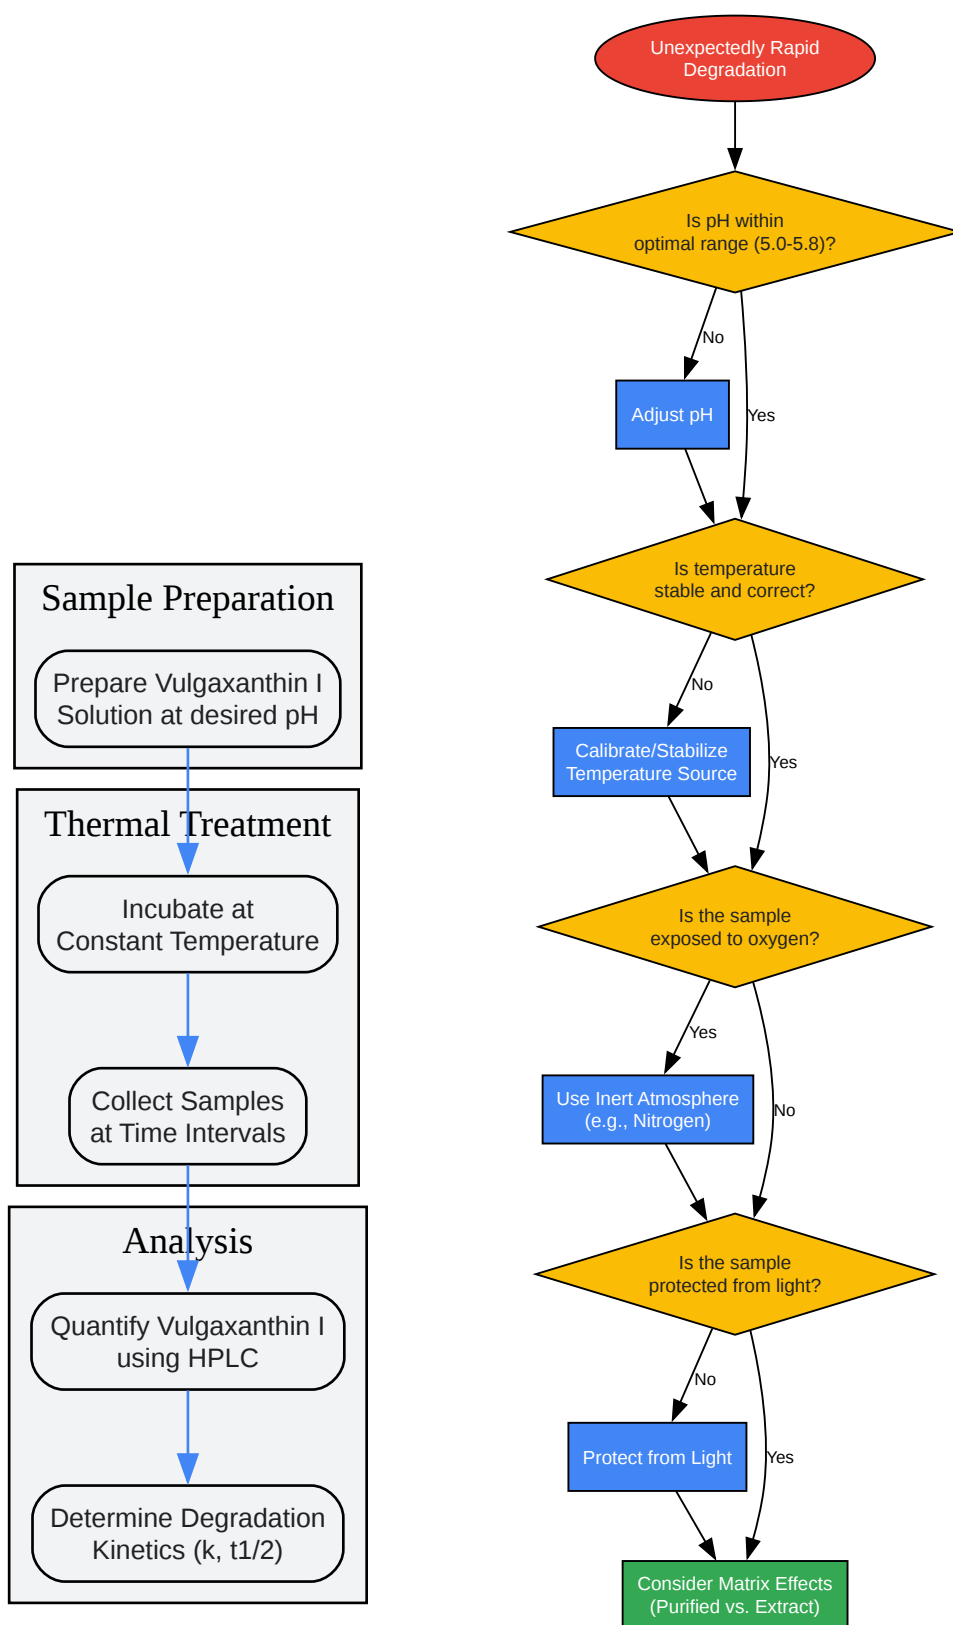 Sample Preparation
Prepare Vulgaxanthin I
Solution at desired pH
Thermal Treatment
Incubate at
Constant Temperature
Collect Samples
at Time Intervals
Analysis
Quantify Vulgaxanthin I
using HPLC
Determine Degradation
Kinetics (k, t1/2)
Unexpectedly Rapid
Degradation
Is pH within
optimal range (5.0-5.8)?
No
Adjust pH
Yes
Is temperature
stable and correct?
No
Calibrate/Stabilize
Temperature Source
Yes
Is the sample
exposed to oxygen?
Yes
Use Inert Atmosphere
(e.g., Nitrogen)
No
Is the sample
protected from light?
No
Protect from Light
Yes
Consider Matrix Effects
(Purified vs. Extract)